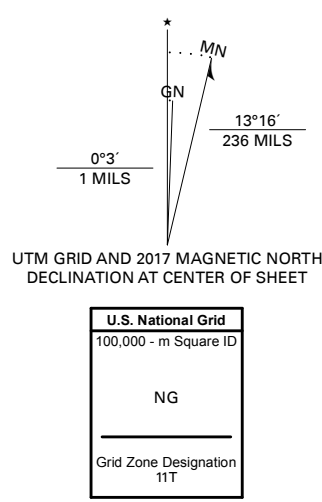 MN
GN
13°16´
236 MILS
0°3´
1 MILS
UTM GRID AND 2017 MAGNETIC NORTH
DECLINATION AT CENTER OF SHEET
U.S. National Grid
100,000 - m Square ID
NG
Grid Zone Designation
11T